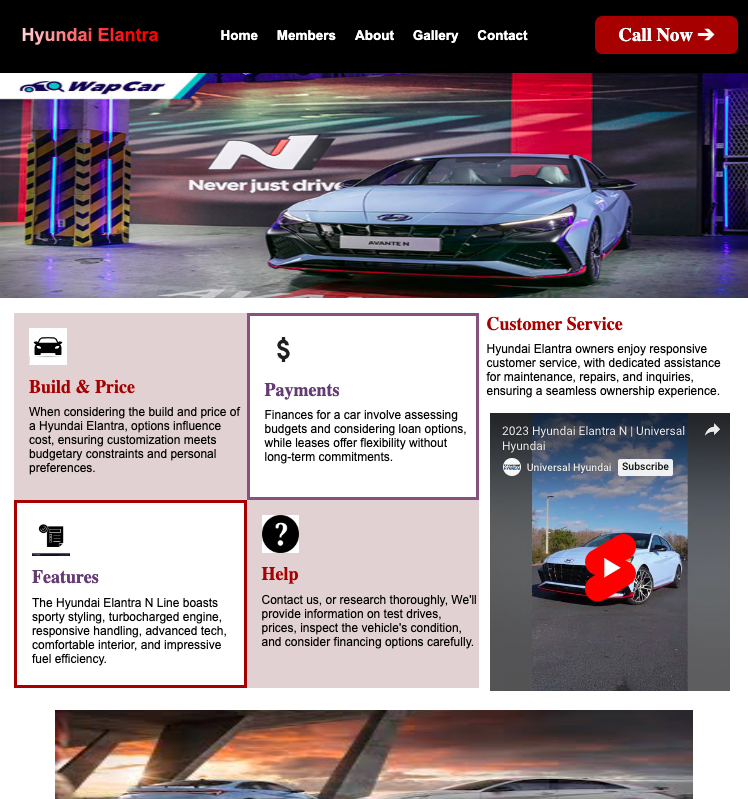 Hyundai Elantra
Home Members About Gallery Contact
Call Now ➔
WapCar
N
Never just drive
AVANTE N
Build & Price
When considering the build and price of
a Hyundai Elantra, options influence
cost, ensuring customization meets
budgetary constraints and personal
preferences.
$
Payments
Finances for a car involve assessing
budgets and considering loan options,
while leases offer flexibility without
long-term commitments.
Customer Service
Hyundai Elantra owners enjoy responsive
customer service, with dedicated assistance
for maintenance, repairs, and inquiries,
ensuring a seamless ownership experience.
2023 Hyundai Elantra N | Universal
Hyundai
Universal Hyundai Subscribe
Features
The Hyundai Elantra N Line boasts
sporty styling, turbocharged engine,
responsive handling, advanced tech,
comfortable interior, and impressive
fuel efficiency.
?
Help
Contact us, or research thoroughly, We'll
provide information on test drives,
prices, inspect the vehicle's condition,
and consider financing options carefully.